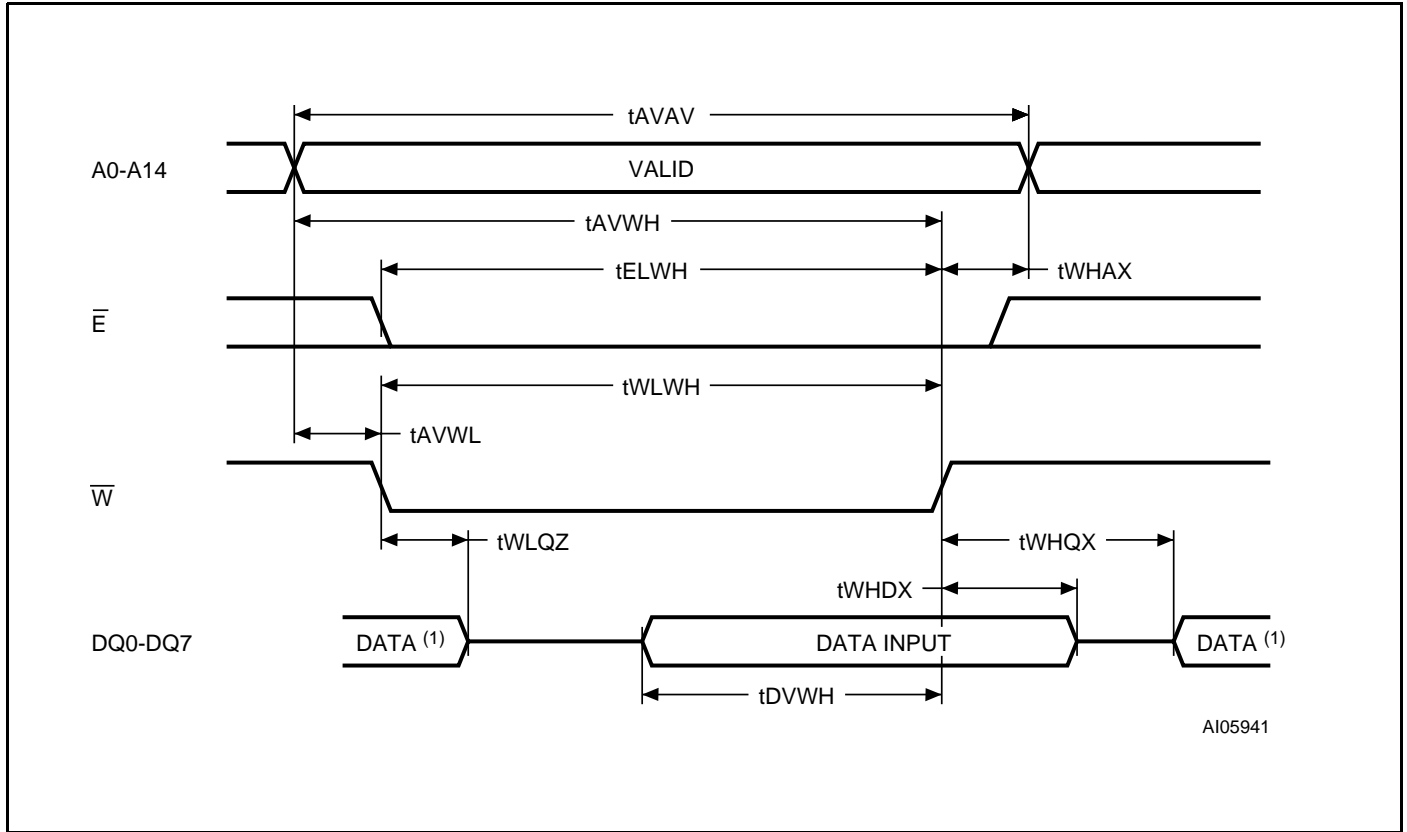 tAVAV
A0-A14
VALID
tAVWH
tELWH
tWHAX
E̅
tWLWH
tAVWL
W̅
tWLQZ
tWHQX
tWHDX
DQ0-DQ7
DATA (1)
DATA INPUT
DATA (1)
tDVWH
AI05941